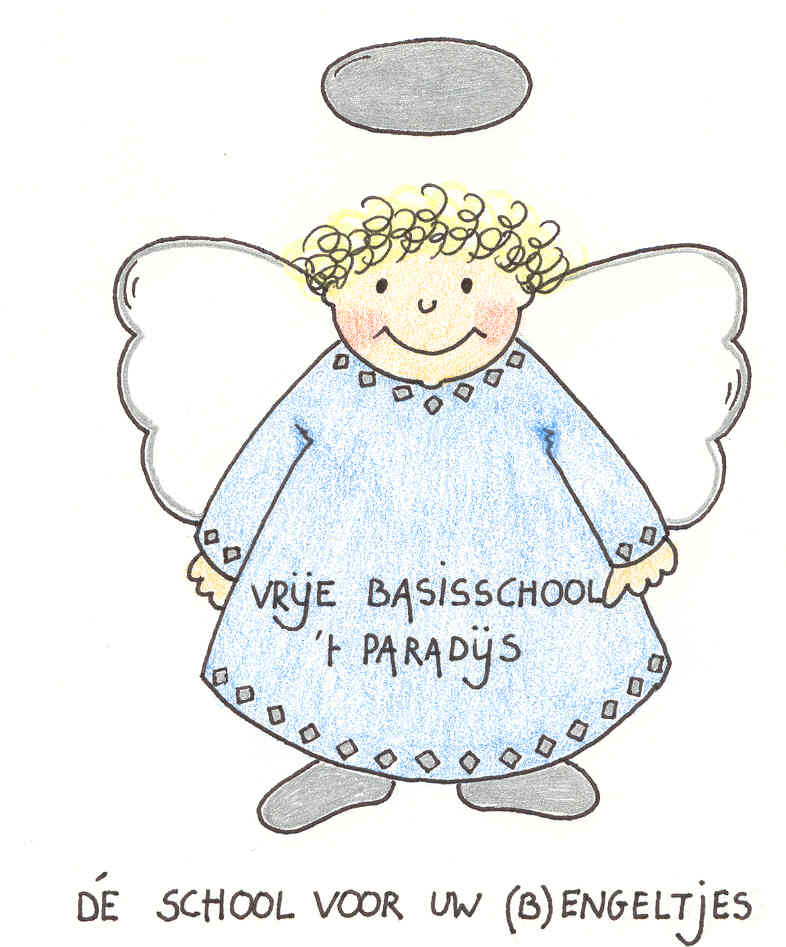 VRIJE BASISSCHOOL
't PARADIJS
DÉ SCHOOL VOOR UW (B)ENGELTJES